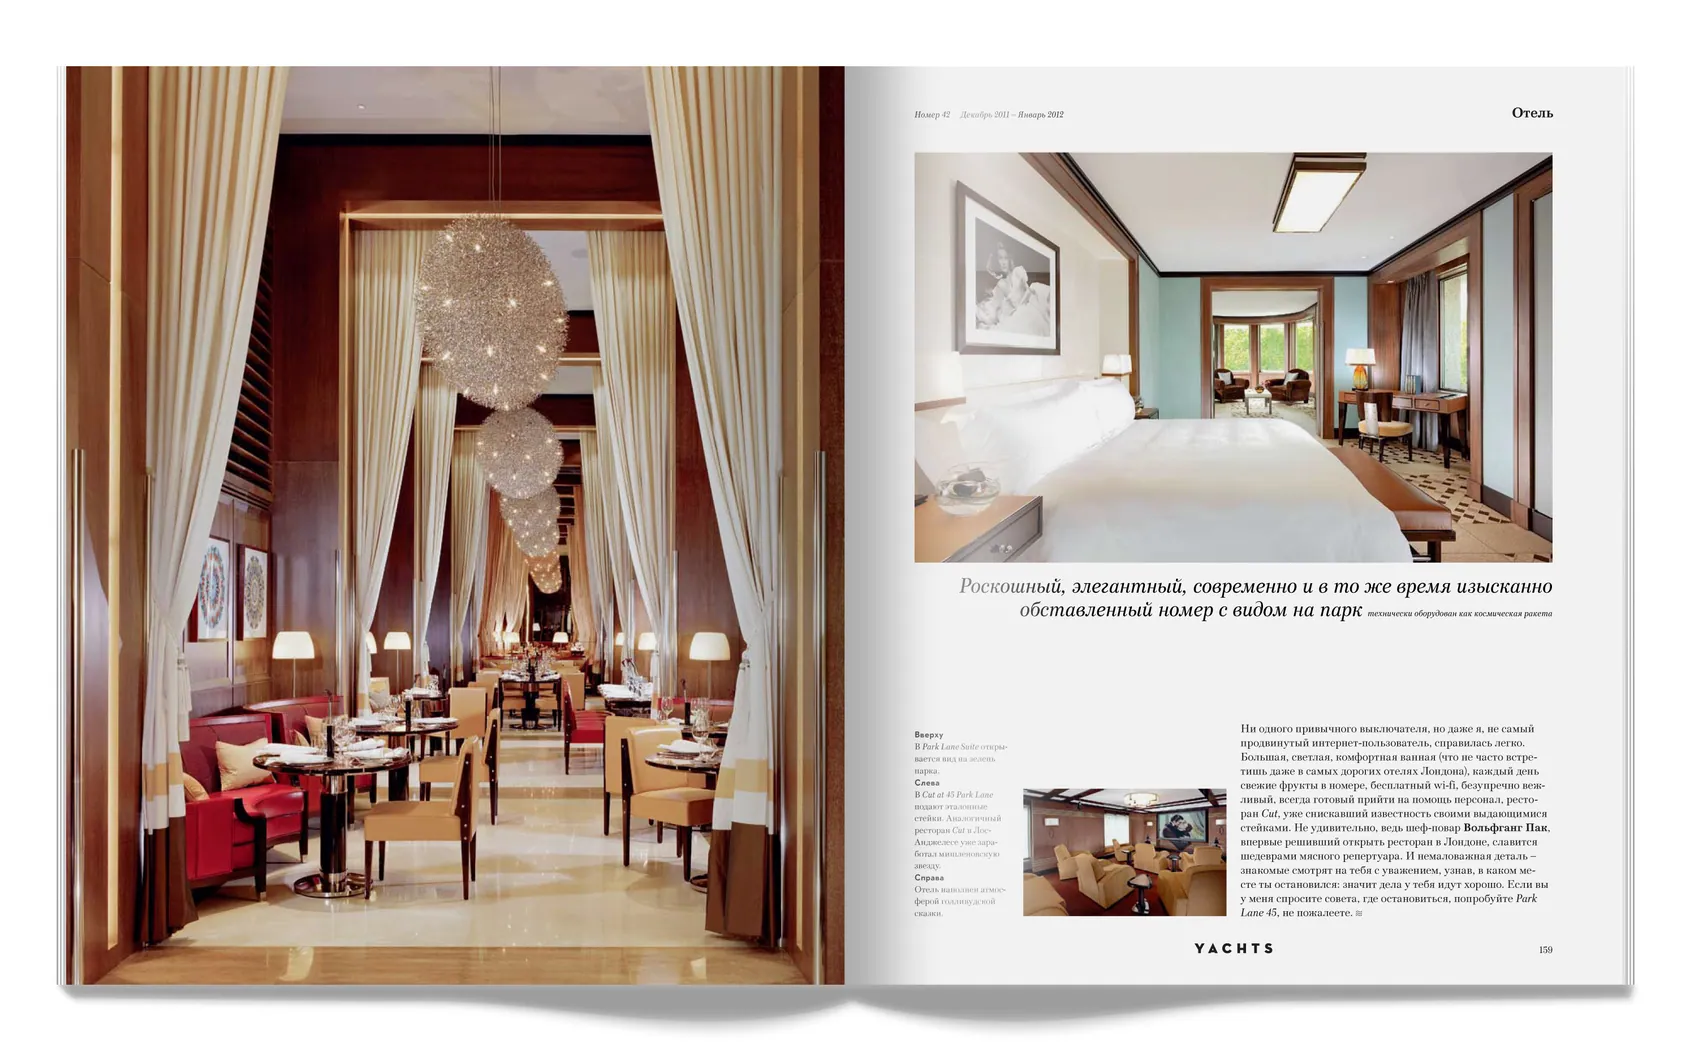 Номер 42 Декабрь 2011 – Январь 2012
Отель
Роскошный, элегантный, современно и в то же время изысканно
обставленный номер с видом на парк технически оборудован как космическая ракета
Вверху
В Park Lane Suite откры-
вается вид на зелень
парка.
Слева
В Cut at 45 Park Lane
подают эталонные
стейки. Аналогичный
ресторан Cut в Лос-
Анджелесе уже зара-
ботал мишленовскую
звезду.
Справа
Отель наполнен атмос-
ферой голливудской
сказки.
Ни одного привычного выключателя, но даже я, не самый
продвинутый интернет-пользователь, справилась легко.
Большая, светлая, комфортная ванная (что не часто встре-
тишь даже в самых дорогих отелях Лондона), каждый день
свежие фрукты в номере, бесплатный wi-fi, безупречно веж-
ливый, всегда готовый прийти на помощь персонал, ресто-
ран Cut, уже снискавший известность своими выдающимися
стейками. Не удивительно, ведь шеф-повар Вольфганг Пак,
впервые решивший открыть ресторан в Лондоне, славится
шедеврами мясного репертуара. И немаловажная деталь –
знакомые смотрят на тебя с уважением, узнав, в каком ме-
сте ты остановился: значит дела у тебя идут хорошо. Если вы
у меня спросите совета, где остановиться, попробуйте Park
Lane 45, не пожалеете.
YACHTS
159